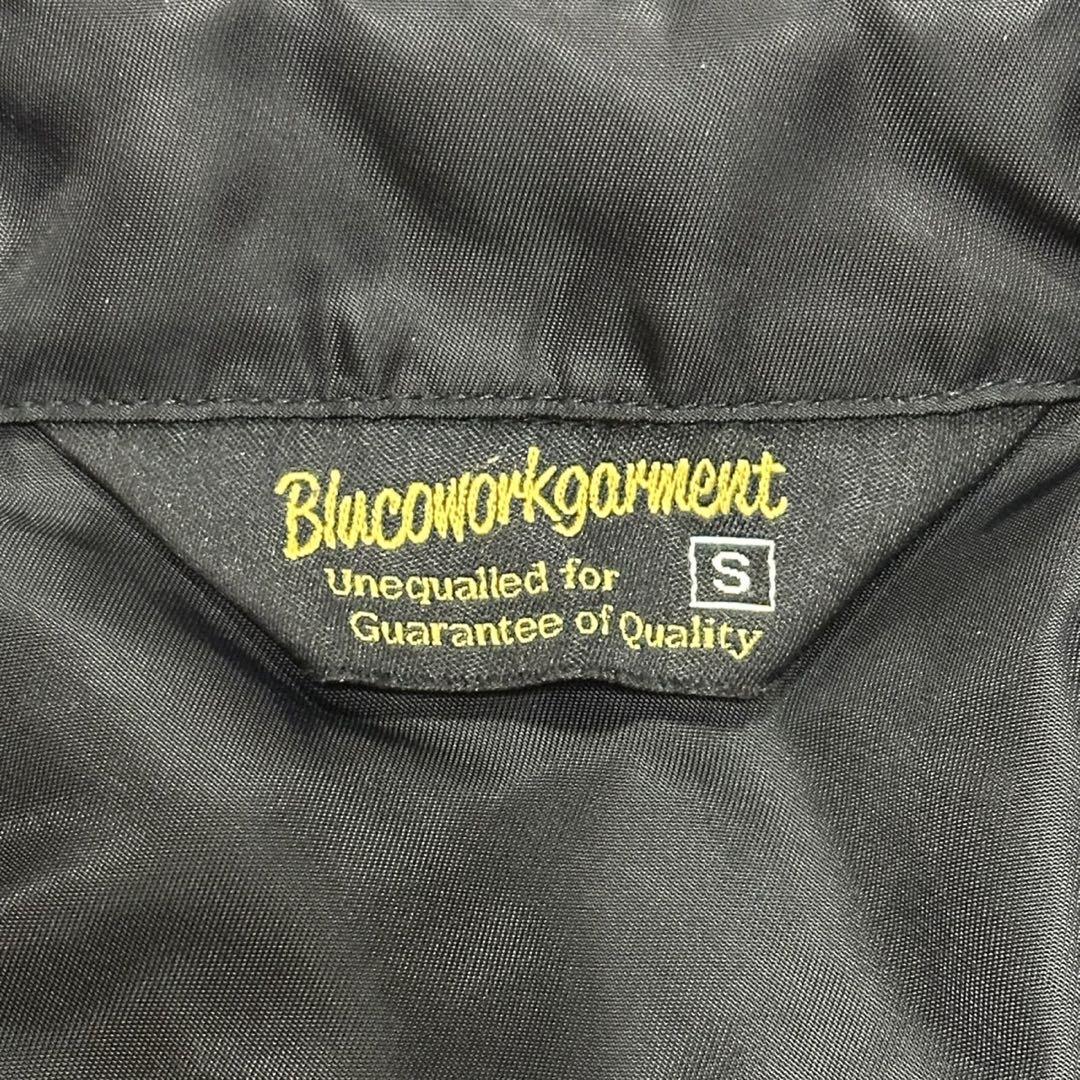 Blucoworkgarment
Unequalled for
S
Guarantee of Quality